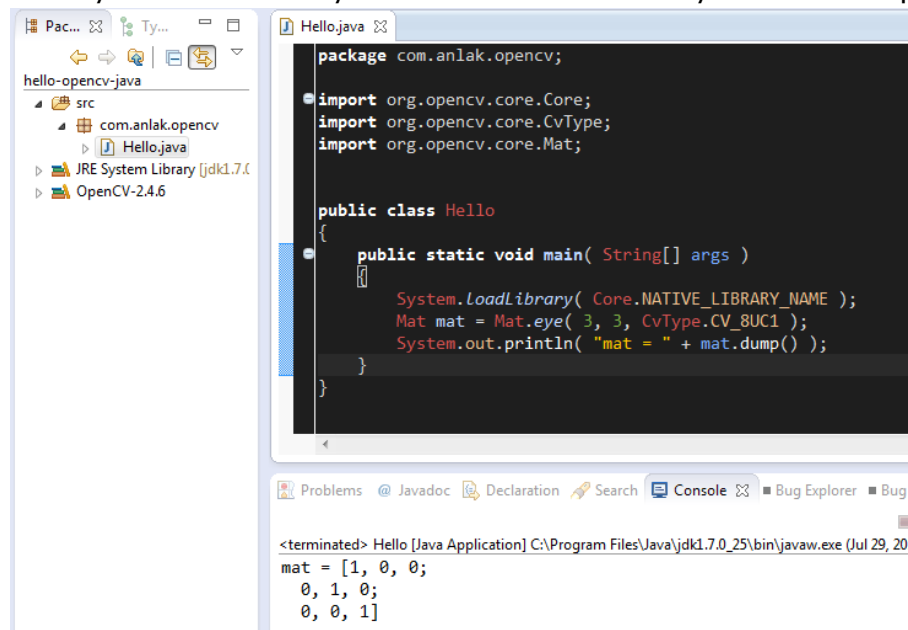 Pac... Ty...
hello-opencv-java
src
com.anlak.opencv
Hello.java
JRE System Library [jdk1.7.0
OpenCV-2.4.6
Hello.java
package com.anlak.opencv;
import org.opencv.core.Core;
import org.opencv.core.CvType;
import org.opencv.core.Mat;
public class Hello
{
public static void main( String[] args )
{
System.loadLibrary( Core.NATIVE_LIBRARY_NAME );
Mat mat = Mat.eye( 3, 3, CvType.CV_8UC1 );
System.out.println( "mat = " + mat.dump() );
}
}
Problems @ Javadoc Declaration Search Console Bug Explorer Bug
<terminated> Hello [Java Application] C:\Program Files\Java\jdk1.7.0_25\bin\javaw.exe (Jul 29, 20
mat = [1, 0, 0;
0, 1, 0;
0, 0, 1]